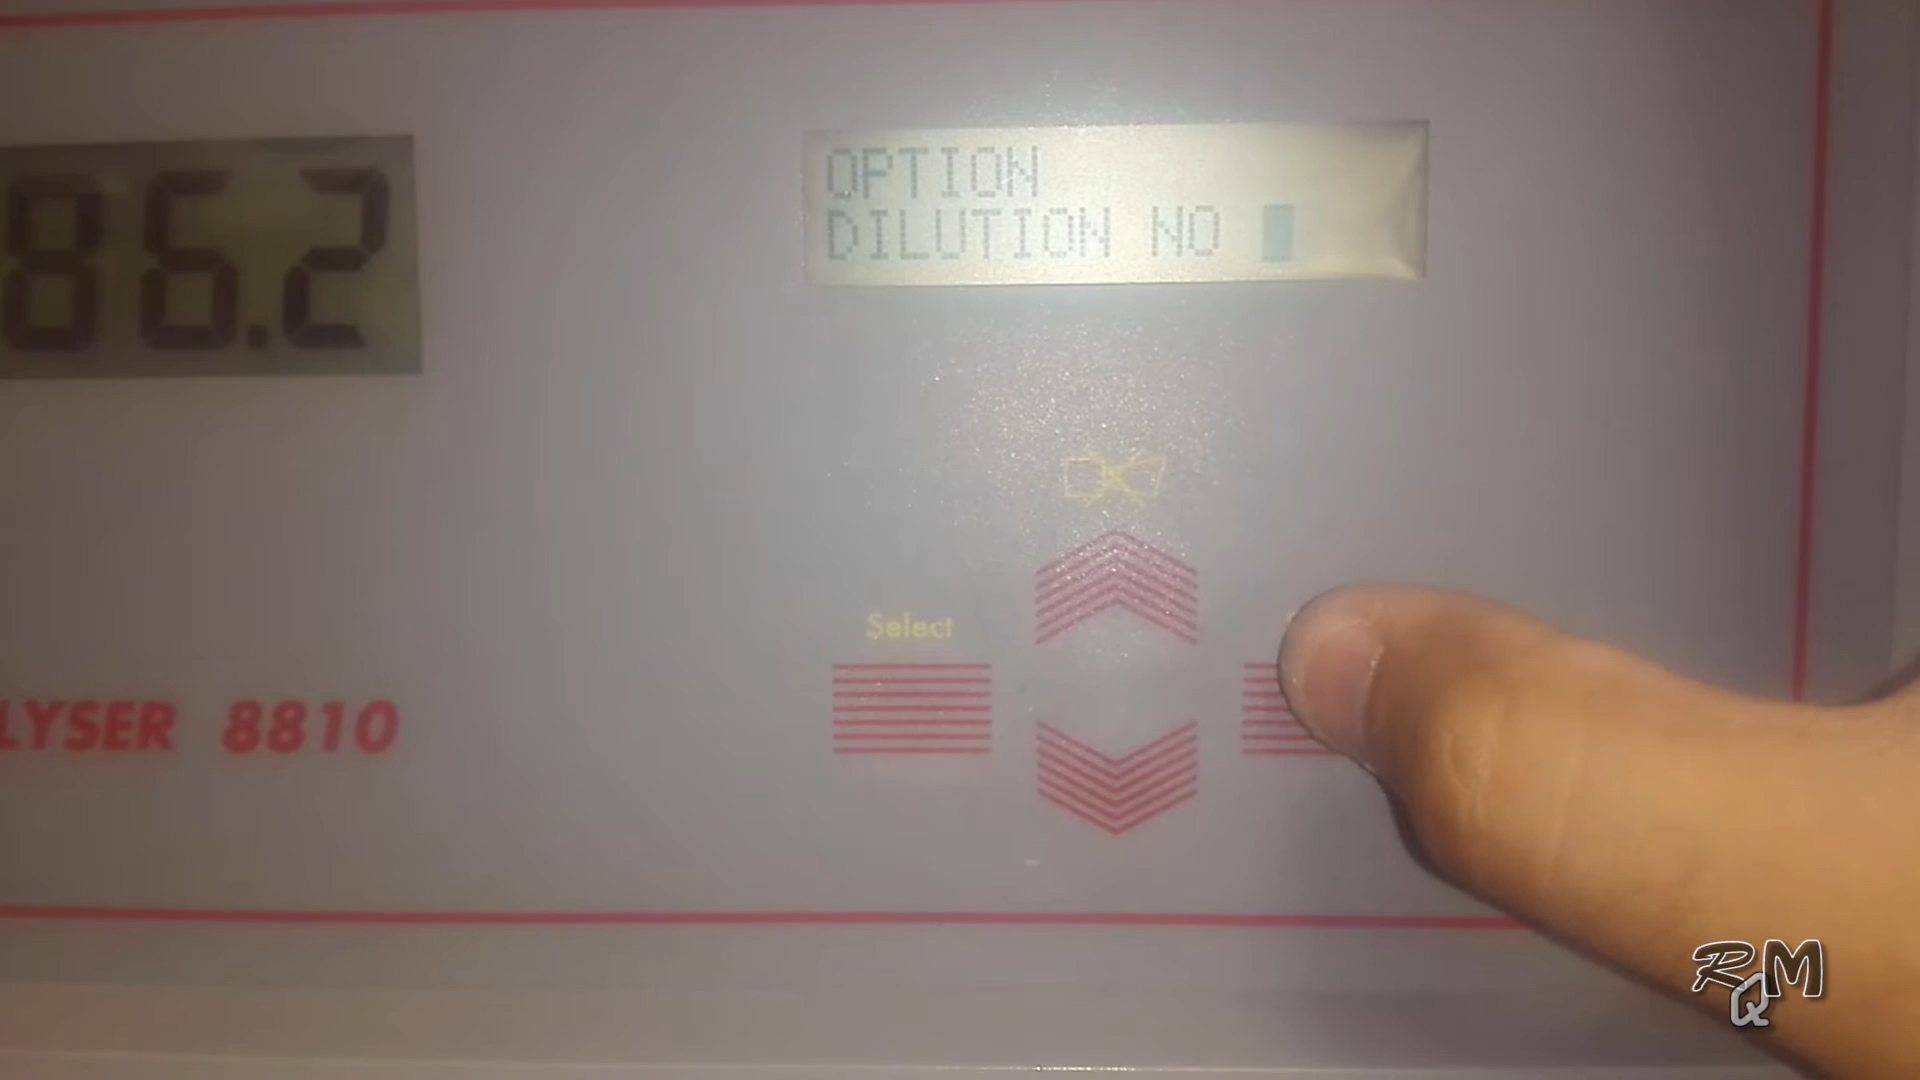 86.2
OPTION
DILUTION NO
Select
LYSER 8810
RQM